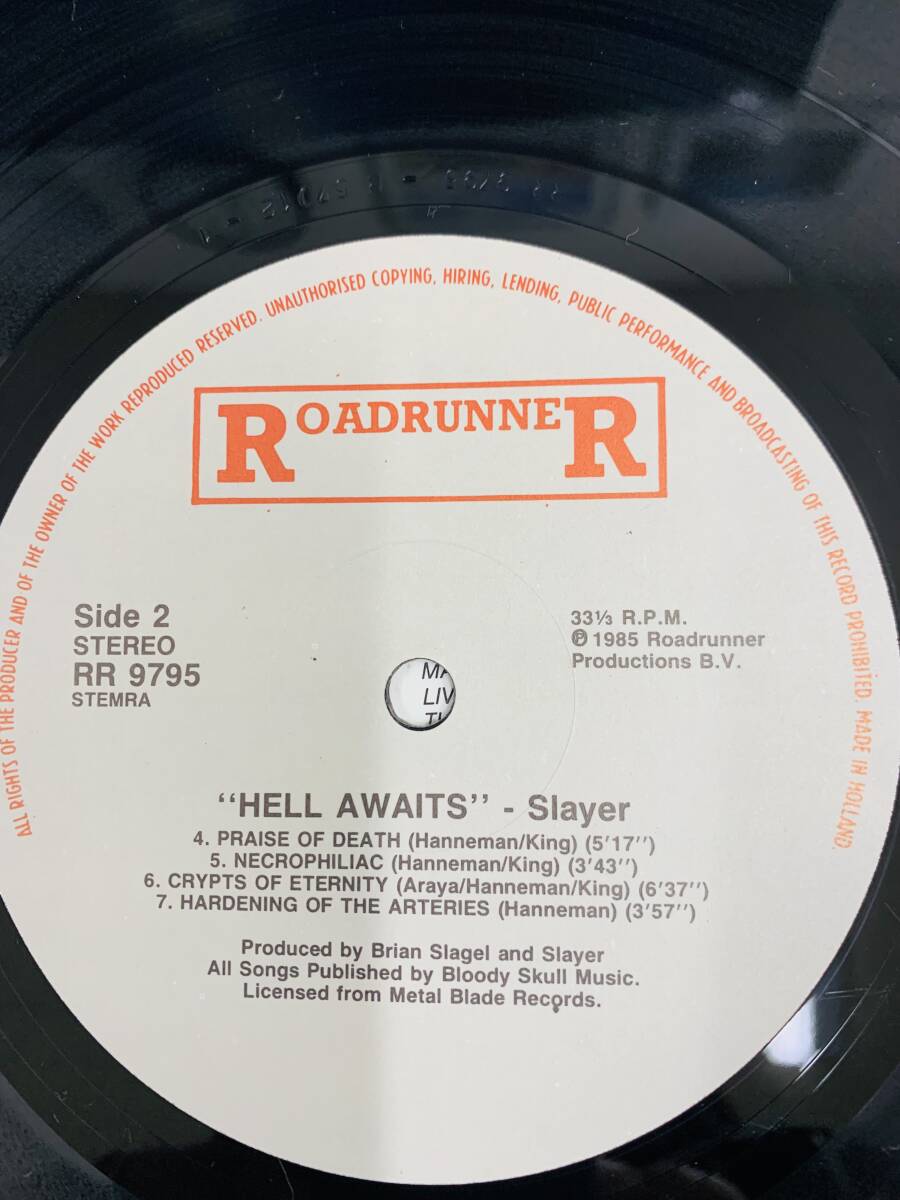 ALL RIGHTS OF THE PRODUCER AND OF THE OWNER OF THE WORK REPRODUCED RESERVED. UNAUTHORISED COPYING, HIRING, LENDING, PUBLIC PERFORMANCE AND BROADCASTING OF THIS RECORD PROHIBITED. MADE IN HOLLAND.
ROADRUNNER
Side 2
STEREO
RR 9795
STEMRA
33⅓ R.P.M.
℗ 1985 Roadrunner
Productions B.V.
MA
LIV
"HELL AWAITS" - Slayer
4. PRAISE OF DEATH (Hanneman/King) (5'17")
5. NECROPHILIAC (Hanneman/King) (3'43")
6. CRYPTS OF ETERNITY (Araya/Hanneman/King) (6'37")
7. HARDENING OF THE ARTERIES (Hanneman) (3'57")
Produced by Brian Slagel and Slayer
All Songs Published by Bloody Skull Music.
Licensed from Metal Blade Records.